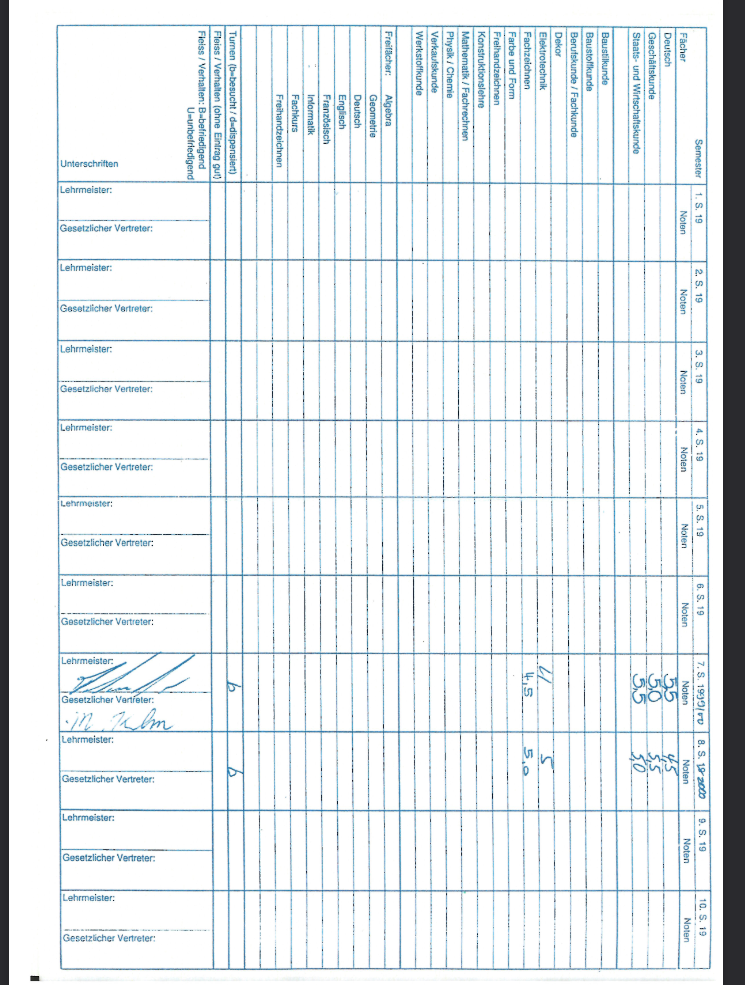 Semester 1. S. 19 2. S. 19 3. S. 19 4. S. 19 5. S. 19 6. S. 19 7. S. 1999/00 8. S. 19 2000 9. S. 19 10. S. 19
Fächer Noten Noten Noten Noten Noten Noten Noten Noten Noten Noten
Deutsch 5,5 4,5
Geschäftskunde 5,0 5,5
Staats- und Wirtschaftskunde 5,5 5,0
Baustilkunde
Baustoffkunde
Berufskunde / Fachkunde
Dekor
Elektrotechnik 5
Fachzeichnen 4,5 5,0
Farbe und Form
Freihandzeichnen
Konstruktionslehre
Mathematik / Fachrechnen
Physik / Chemie
Verkaufskunde
Werkstoffkunde
Freifächer: Algebra
Geometrie
Deutsch
Englisch
Französisch
Informatik
Fachkurs
Freihandzeichnen
Turnen (b=besucht / d=dispensiert) b b
Fleiss / Verhalten (ohne Eintrag gut)
Fleiss / Verhalten: B=befriedigend
U=unbefriedigend
Unterschriften
Lehrmeister:
Gesetzlicher Vertreter:
Lehrmeister:
Gesetzlicher Vertreter:
Lehrmeister:
Gesetzlicher Vertreter:
Lehrmeister:
Gesetzlicher Vertreter:
Lehrmeister:
Gesetzlicher Vertreter:
Lehrmeister:
Gesetzlicher Vertreter:
Lehrmeister:
Gesetzlicher Vertreter:
Lehrmeister:
Gesetzlicher Vertreter:
Lehrmeister:
Gesetzlicher Vertreter:
Lehrmeister:
Gesetzlicher Vertreter: